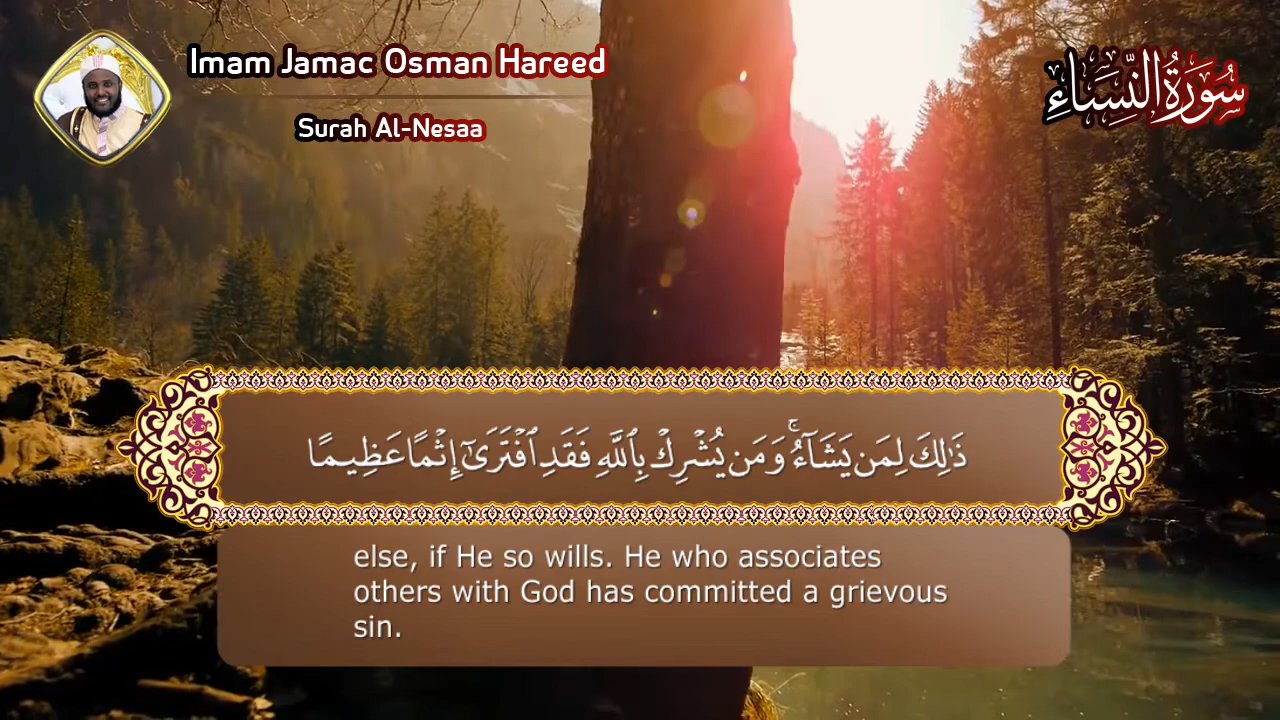 Imam Jamac Osman Hareed
Surah Al-Nesaa
سُورَةُ النِّسَاءِ
ذَٰلِكَ لِمَن يَشَآءُۚ وَمَن يُشْرِكْ بِٱللَّهِ فَقَدِ ٱفْتَرَىٰٓ إِثْمًا عَظِيمًا
else, if He so wills. He who associates
others with God has committed a grievous
sin.